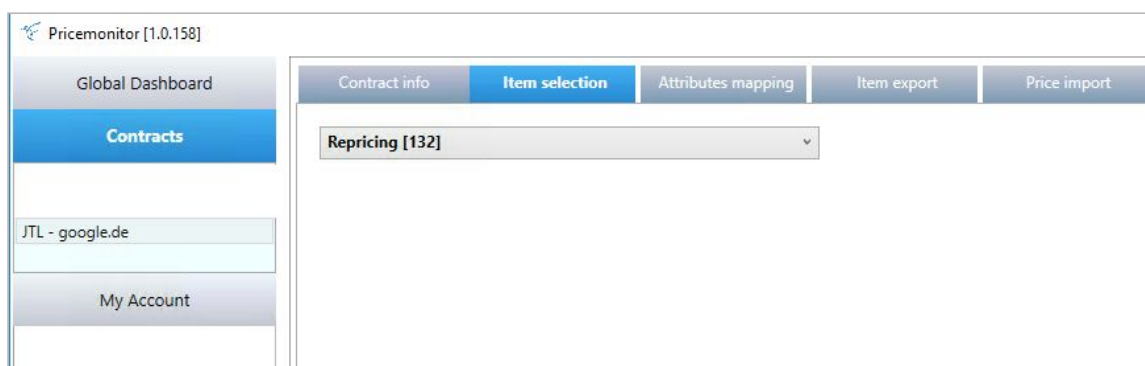 Pricemonitor [1.0.158]
Global Dashboard
Contracts
JTL - google.de
My Account
Contract info Item selection Attributes mapping Item export Price import
Repricing [132]